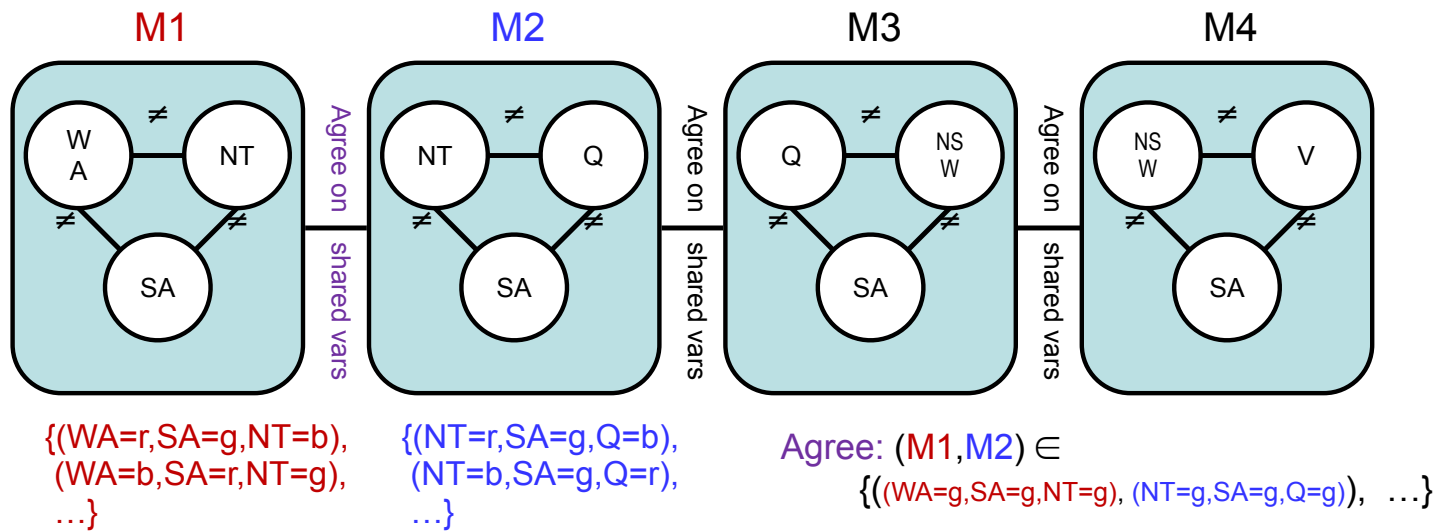 M1
M2
M3
M4
≠
W
A
NT
≠
≠
SA
Agree on
shared vars
≠
NT
Q
≠
≠
SA
Agree on
shared vars
≠
Q
NS
W
≠
≠
SA
Agree on
shared vars
≠
NS
W
V
≠
≠
SA
{(WA=r,SA=g,NT=b),
(WA=b,SA=r,NT=g),
…}
{(NT=r,SA=g,Q=b),
(NT=b,SA=g,Q=r),
…}
Agree: (M1,M2) ∈
{((WA=g,SA=g,NT=g), (NT=g,SA=g,Q=g)), …}